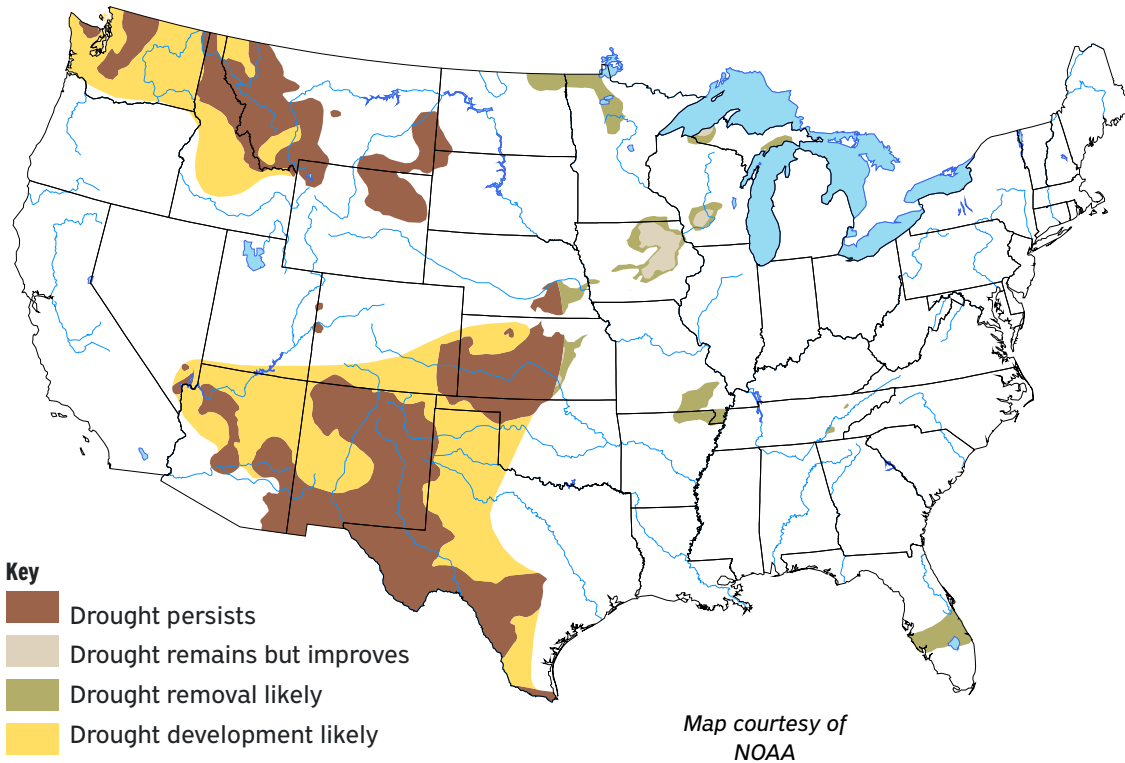 Key
Drought persists
Drought remains but improves
Drought removal likely
Drought development likely
Map courtesy of
NOAA